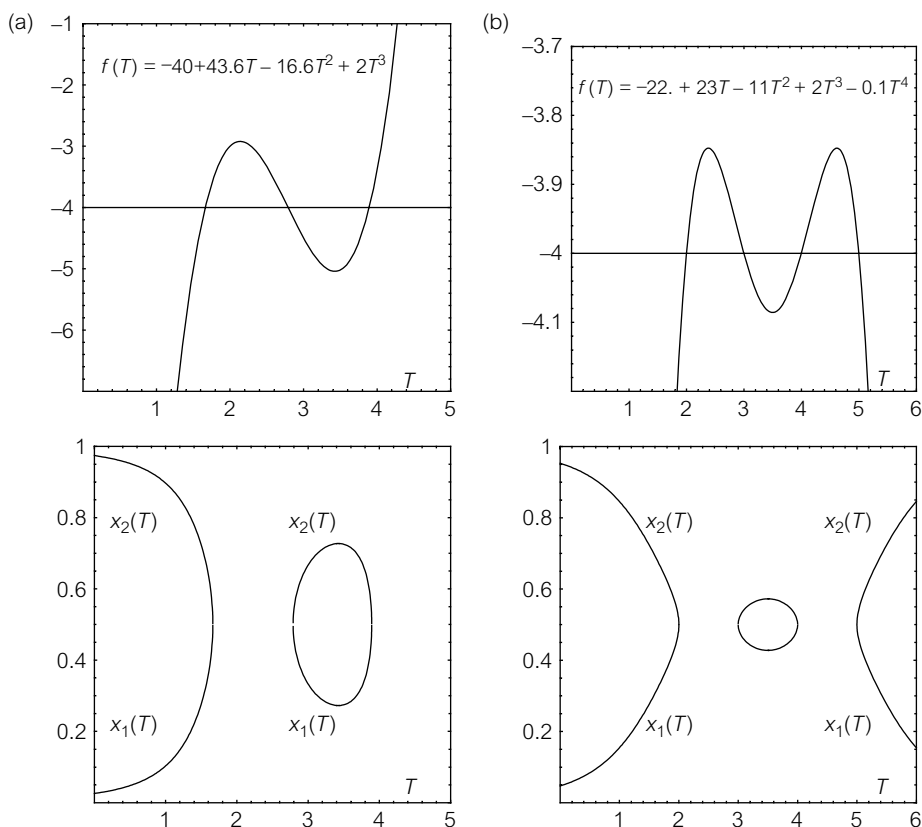 (a)
-1
-2
-3
-4
-5
-6
f (T) = -40+43.6T - 16.6T² + 2T³
T
1 2 3 4 5
(b)
-3.7
-3.8
-3.9
-4
-4.1
f (T) = -22. + 23T - 11T² + 2T³ - 0.1T⁴
T
1 2 3 4 5 6
1
0.8
0.6
0.4
0.2
x₂(T) x₂(T)
x₁(T) x₁(T)
T
1 2 3 4 5
1
0.8
0.6
0.4
0.2
x₂(T) x₂(T)
x₁(T) x₁(T)
T
1 2 3 4 5 6